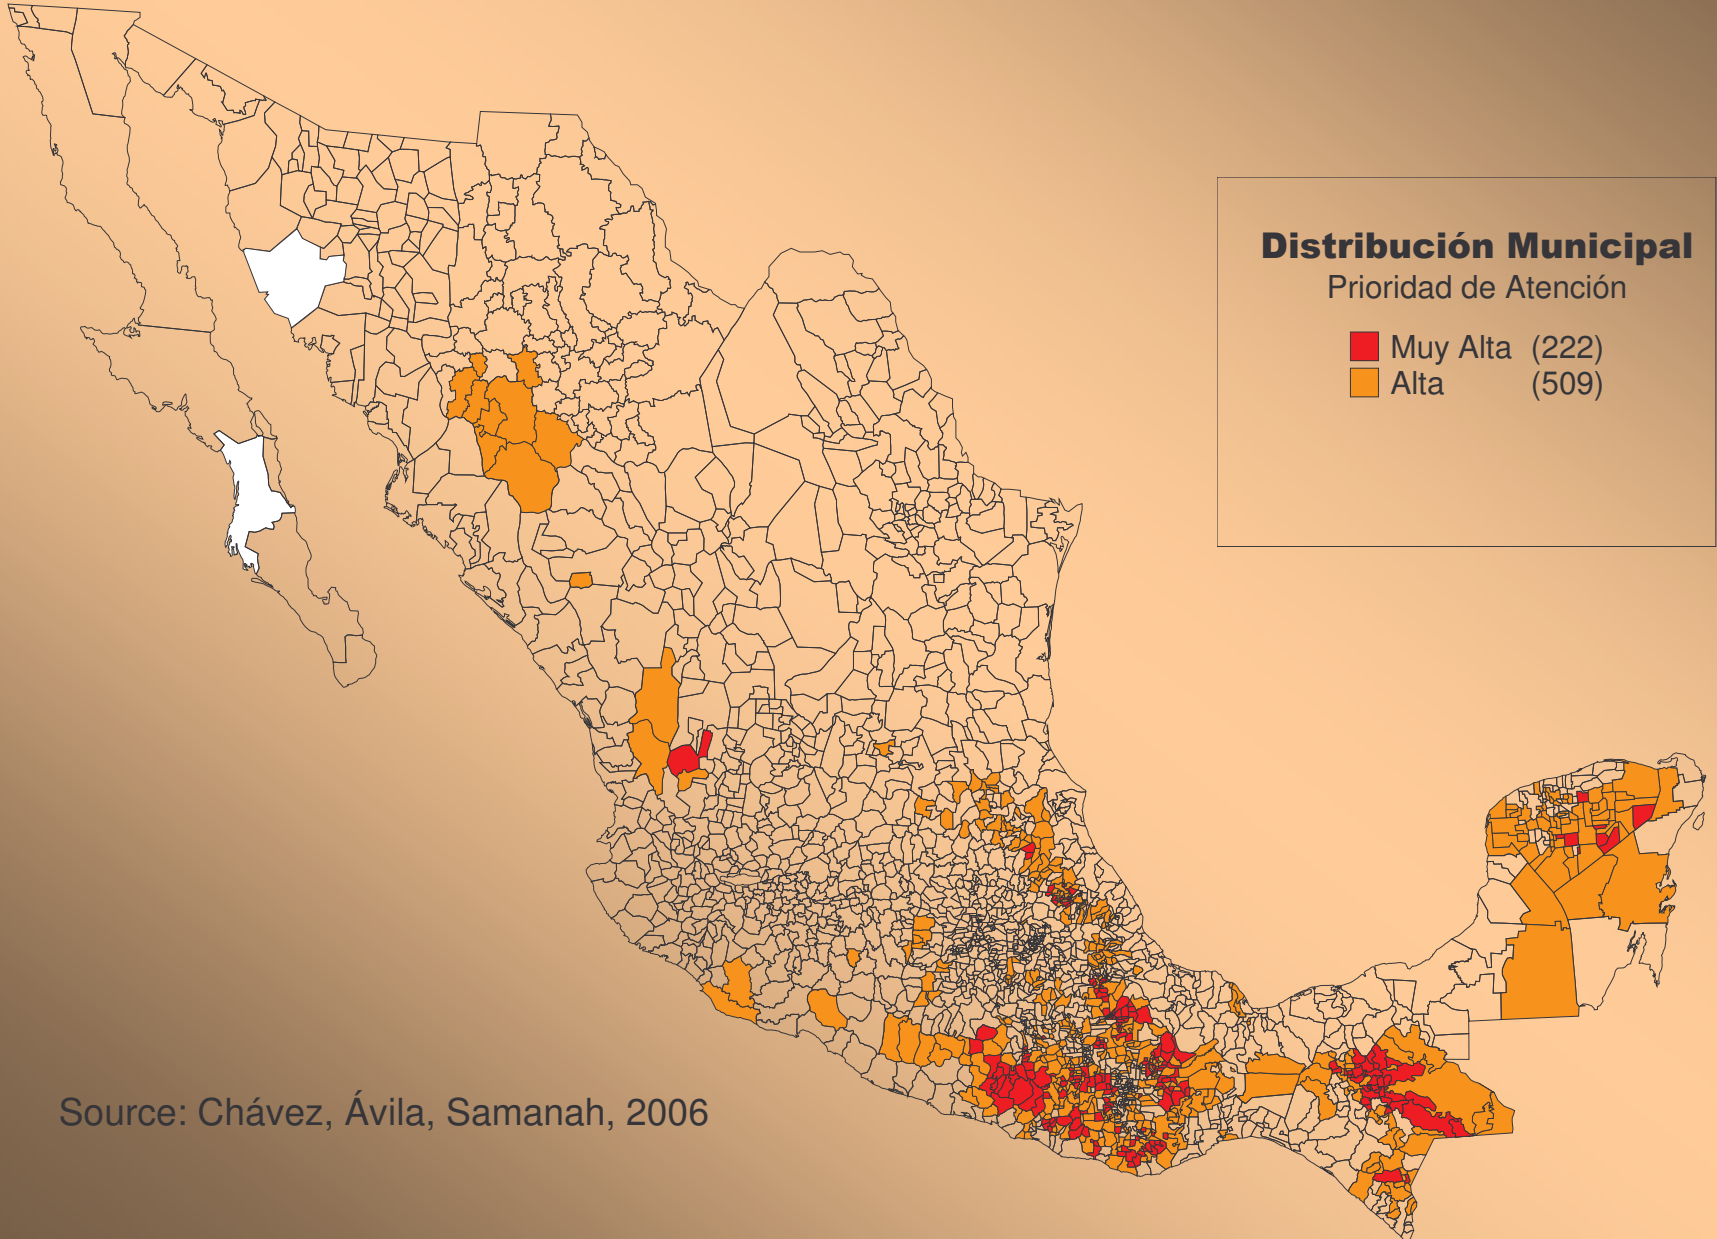 Distribución Municipal
Prioridad de Atención
Muy Alta (222)
Alta (509)
Source: Chávez, Ávila, Samanah, 2006